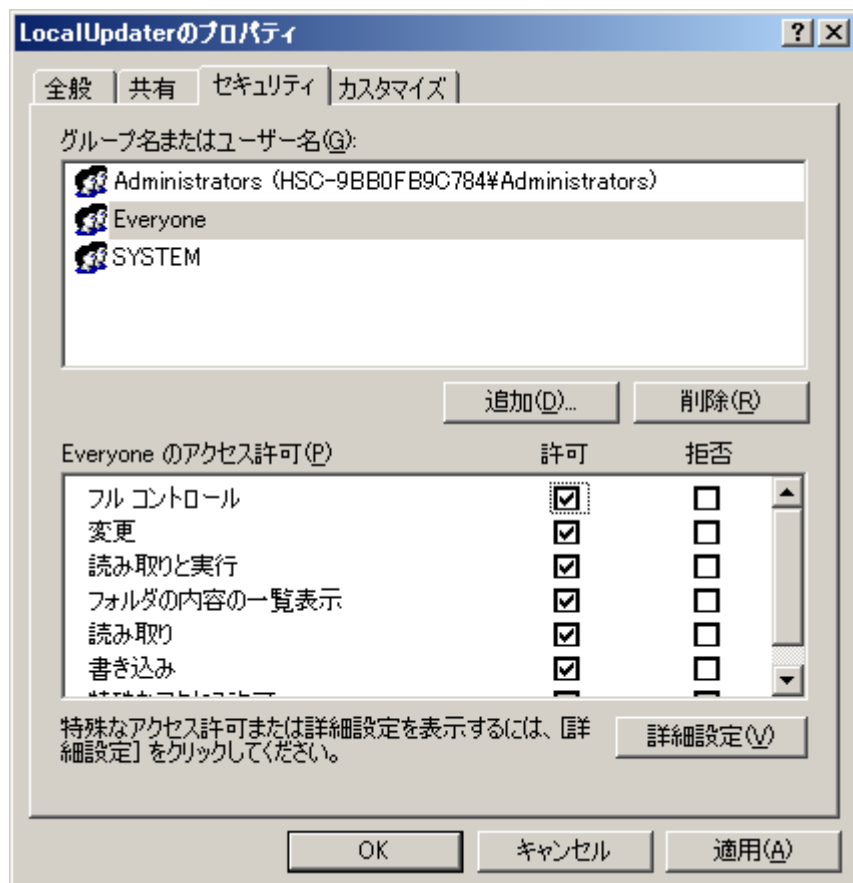 LocalUpdaterのプロパティ
全般 共有 セキュリティ カスタマイズ
グループ名またはユーザー名(G):
Administrators (HSC-9BB0FB9C784¥Administrators)
Everyone
SYSTEM
追加(D)... 削除(R)
Everyone のアクセス許可(P) 許可 拒否
フル コントロール
変更
読み取りと実行
フォルダの内容の一覧表示
読み取り
書き込み
特殊なアクセス許可または詳細設定を表示するには、[詳
細設定] をクリックしてください。
詳細設定(V)
OK キャンセル 適用(A)